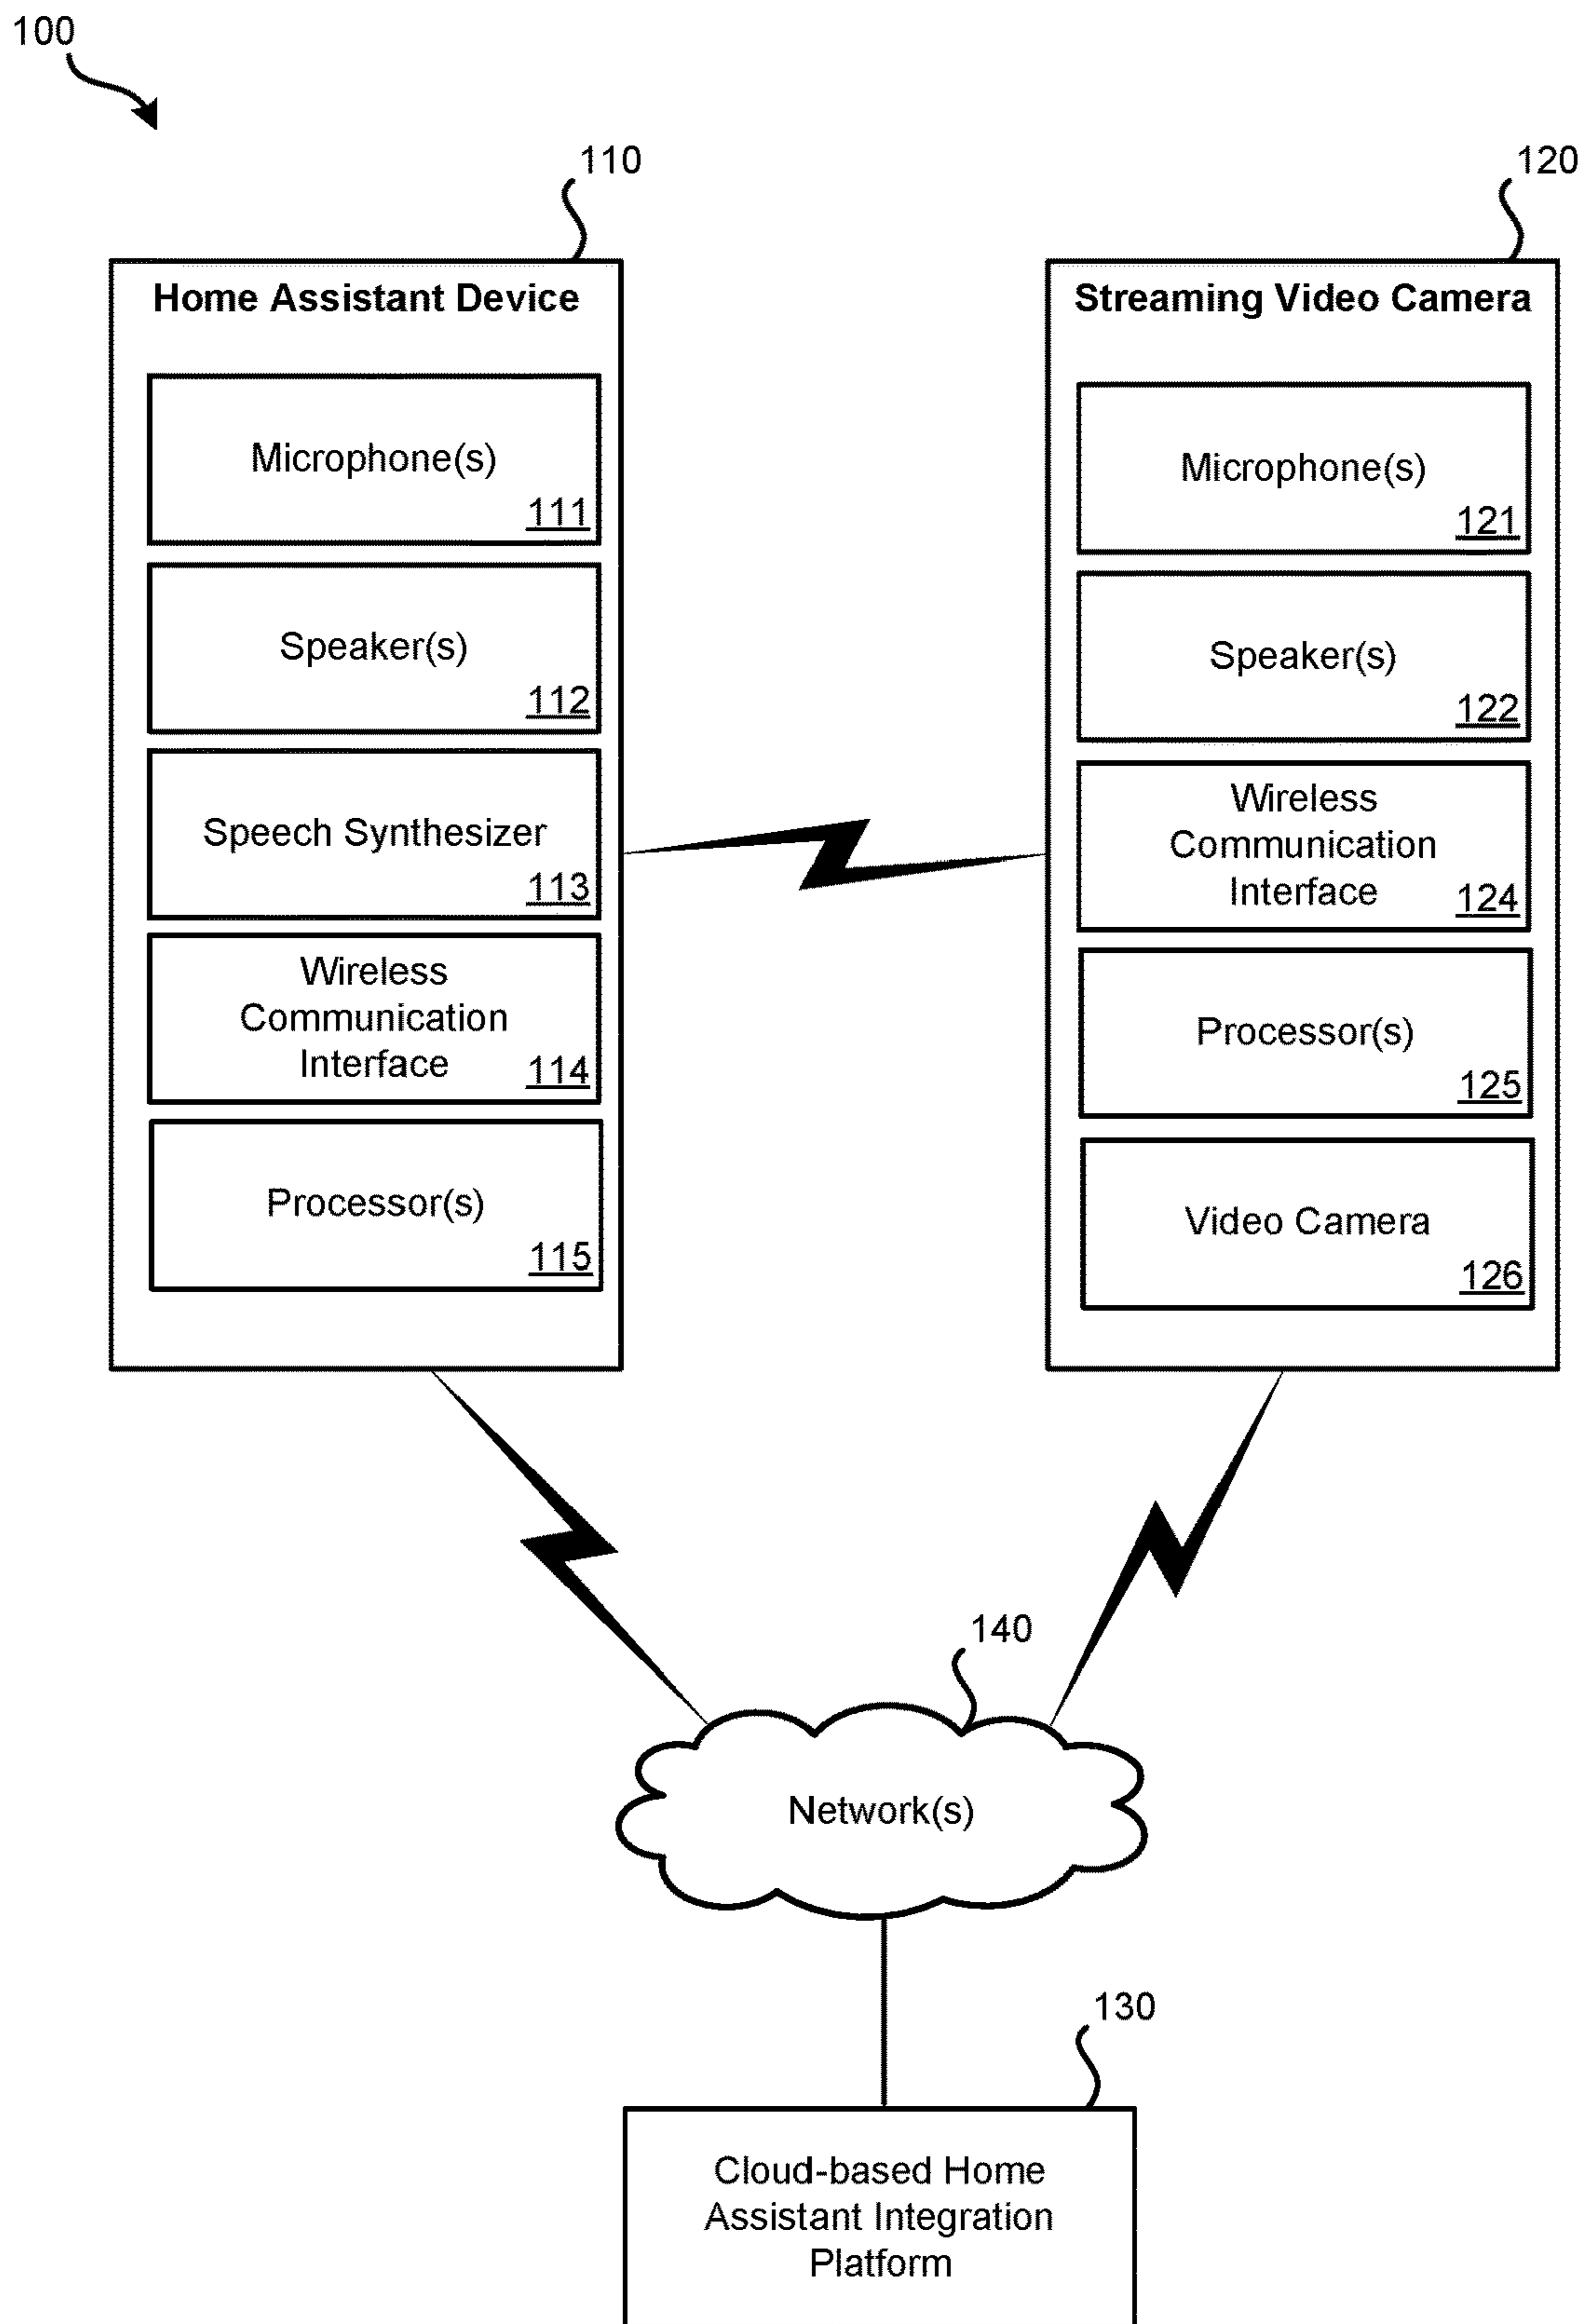 100
110
120
Home Assistant Device
Microphone(s)
111
Speaker(s)
112
Speech Synthesizer
113
Wireless
Communication
Interface
114
Processor(s)
115
Streaming Video Camera
Microphone(s)
121
Speaker(s)
122
Wireless
Communication
Interface
124
Processor(s)
125
Video Camera
126
140
Network(s)
130
Cloud-based Home
Assistant Integration
Platform